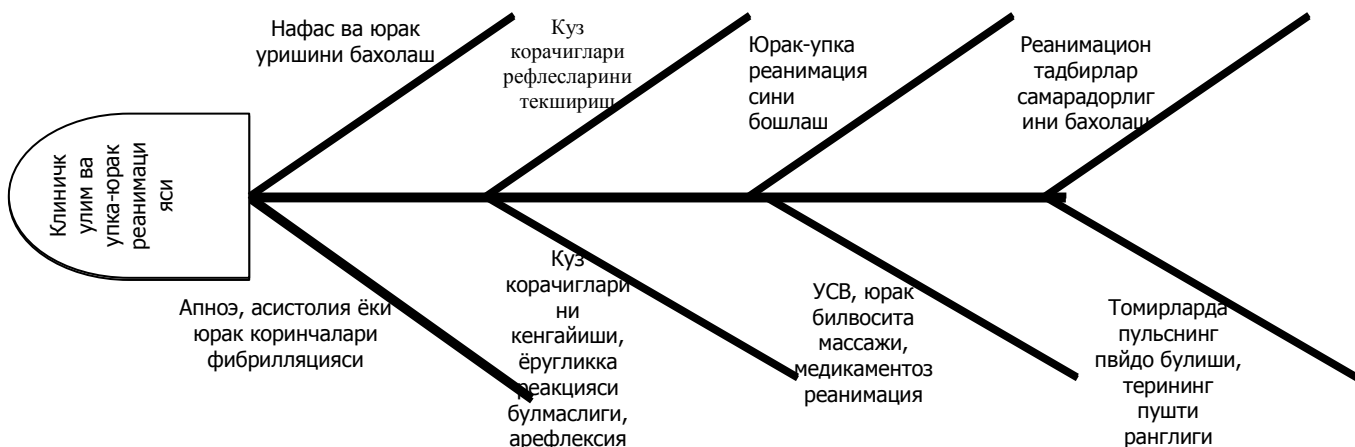 Нафас ва юрак
уришини бахолаш
Куз
корачиглари
рефлесларини
текшириш
Юрак-упка
реанимация
сини
бошлаш
Реанимацион
тадбирлар
самарадорлиг
ини бахолаш
Клиничк
улим ва
упка-юрак
реанимаци
яси
Апноэ, асистолия ёки
юрак коринчалари
фибрилляцияси
Куз
корачиглари
ни
кенгайиши,
ёругликка
реакцияси
булмаслиги,
арефлексия
УСВ, юрак
билвосита
массажи,
медикаментоз
реанимация
Томирларда
пульснинг
пвйдо булиши,
терининг
пушти
ранглиги